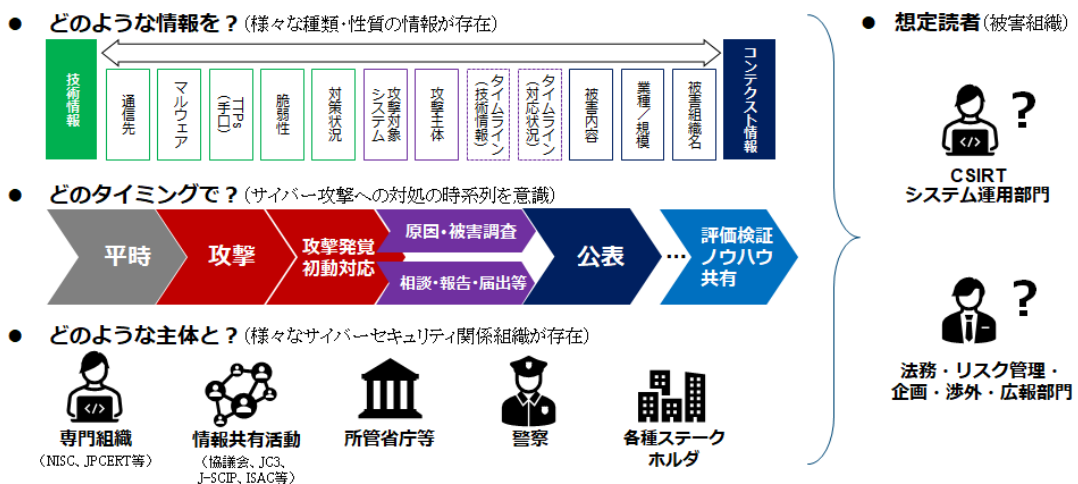 ● どのような情報を？（様々な種類・性質の情報が存在）
技術情報
通信先
マルウェア
TTPs
（手口）
脆弱性
対策状況
攻撃対象
システム
攻撃主体
タイムライン
（技術情報）
タイムライン
（対応状況）
被害内容
業種／規模
被害組織名
コンテクスト情報
● どのタイミングで？（サイバー攻撃への対処の時系列を意識）
平時
攻撃
攻撃発覚
初動対応
原因・被害調査
相談・報告・届出等
公表
…
評価検証
ノウハウ
共有
● どのような主体と？（様々なサイバーセキュリティ関係組織が存在）
</>
専門組織
（NISC、JPCERT等）
情報共有活動
（協議会、JC3、
J-SCIP、ISAC等）
所管省庁等
警察
各種ステーク
ホルダ
● 想定読者（被害組織）
</>
?
CSIRT
システム運用部門
?
法務・リスク管理・
企画・渉外・広報部門